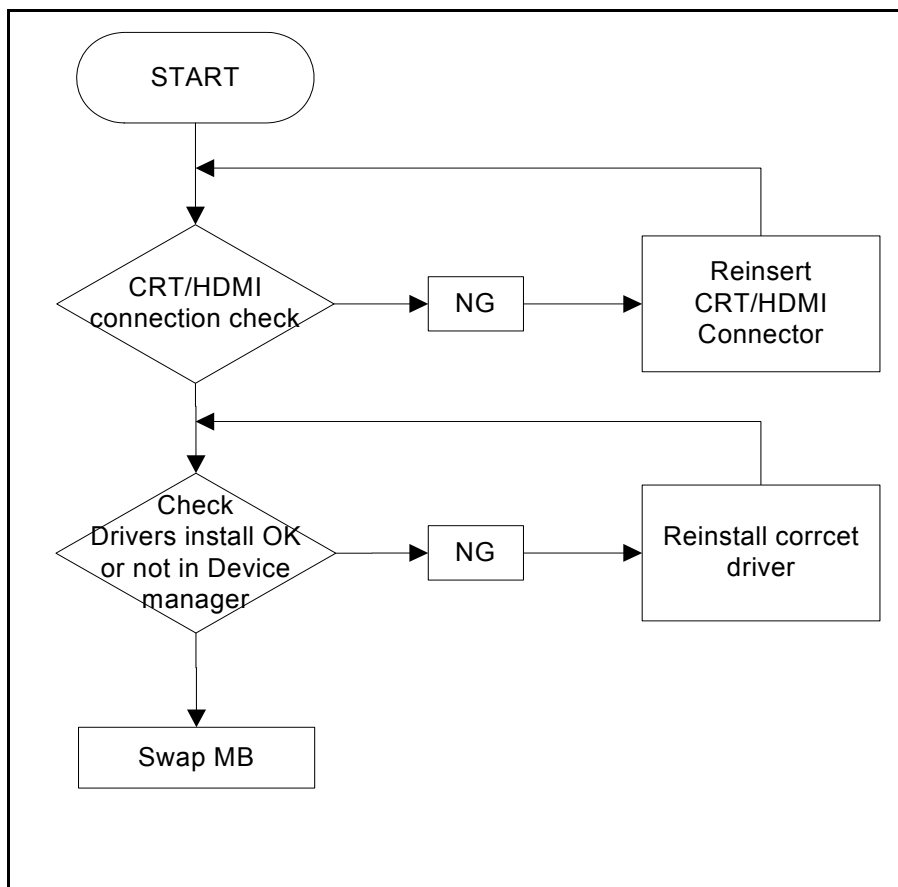 START
CRT/HDMI
connection check
NG
Reinsert
CRT/HDMI
Connector
Check
Drivers install OK
or not in Device
manager
NG
Reinstall corrcet
driver
Swap MB